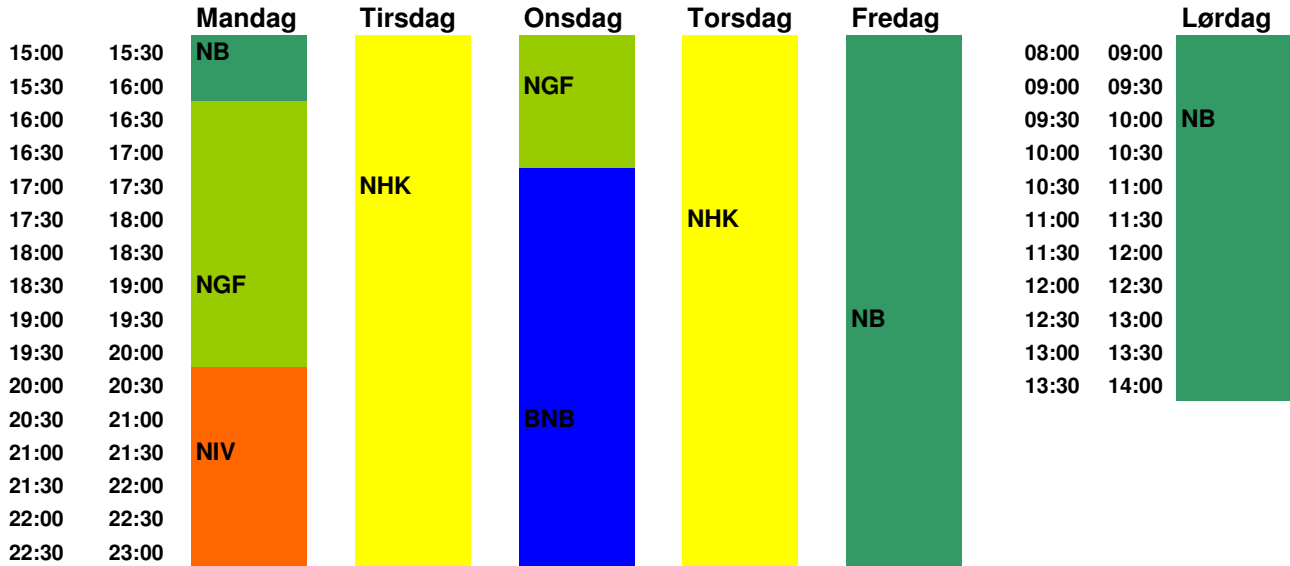 Mandag Tirsdag Onsdag Torsdag Fredag Lørdag
15:00 15:30 NB 08:00 09:00
15:30 16:00 NGF 09:00 09:30
16:00 16:30 09:30 10:00 NB
16:30 17:00 10:00 10:30
17:00 17:30 NHK 10:30 11:00
17:30 18:00 NHK 11:00 11:30
18:00 18:30 11:30 12:00
18:30 19:00 NGF 12:00 12:30
19:00 19:30 NB 12:30 13:00
19:30 20:00 13:00 13:30
20:00 20:30 13:30 14:00
20:30 21:00 BNB
21:00 21:30 NIV
21:30 22:00
22:00 22:30
22:30 23:00